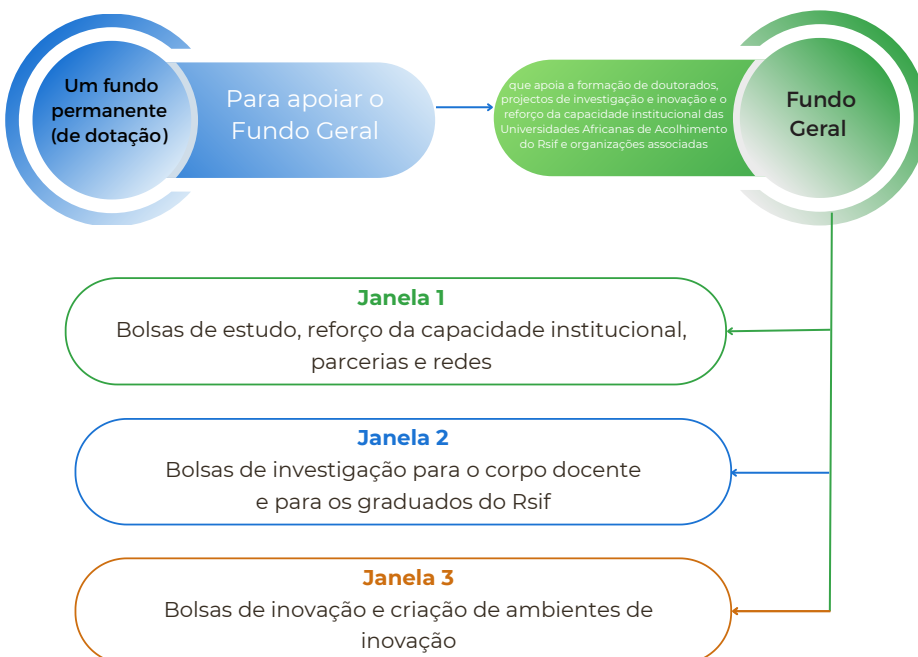 Um fundo
permanente
(de dotação)
Para apoiar o
Fundo Geral
que apoia a formação de doutorados,
projectos de investigação e inovação e o
reforço da capacidade institucional das
Universidades Africanas de Acolhimento
do Rsif e organizações associadas
Fundo
Geral
Janela 1
Bolsas de estudo, reforço da capacidade institucional,
parcerias e redes
Janela 2
Bolsas de investigação para o corpo docente
e para os graduados do Rsif
Janela 3
Bolsas de inovação e criação de ambientes de
inovação